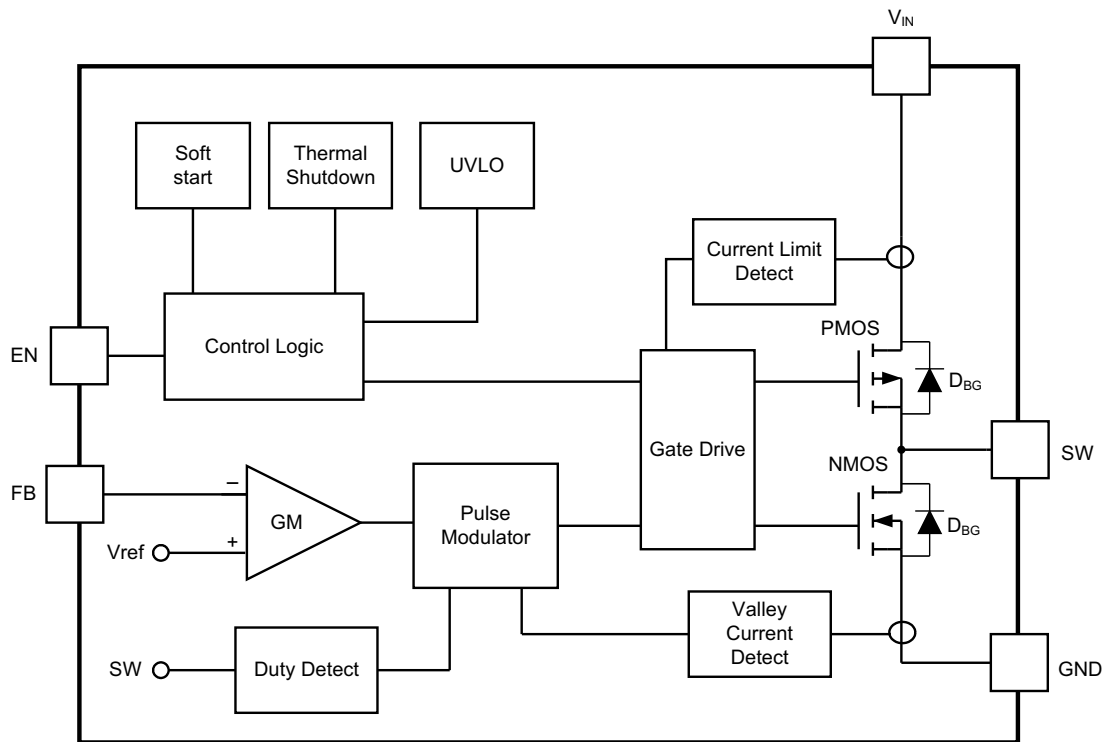 VIN
Soft
start
Thermal
Shutdown
UVLO
Current Limit
Detect
PMOS
EN
Control Logic
DBG
Gate Drive
SW
NMOS
FB
–
GM
Pulse
Modulator
DBG
Vref
+
Valley
Current
Detect
SW
Duty Detect
GND